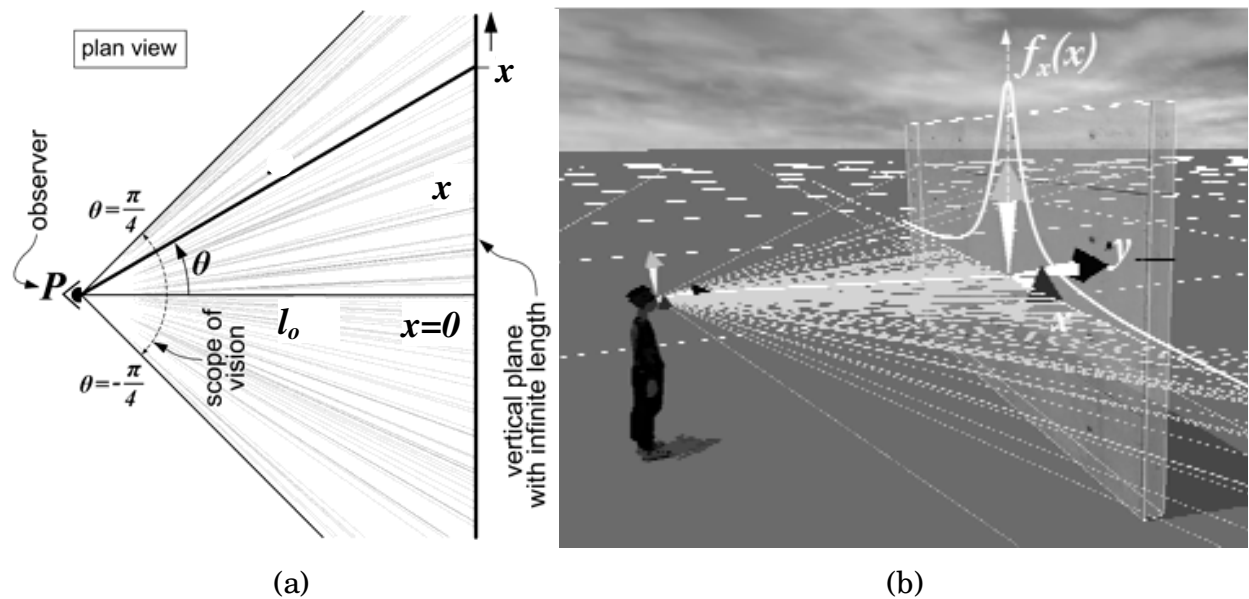 plan view
x
observer
θ = π/4
x
P
θ
l_o
x=0
θ = -π/4
scope of
vision
vertical plane
with infinite length
f_x(x)
y
x
(a)
(b)